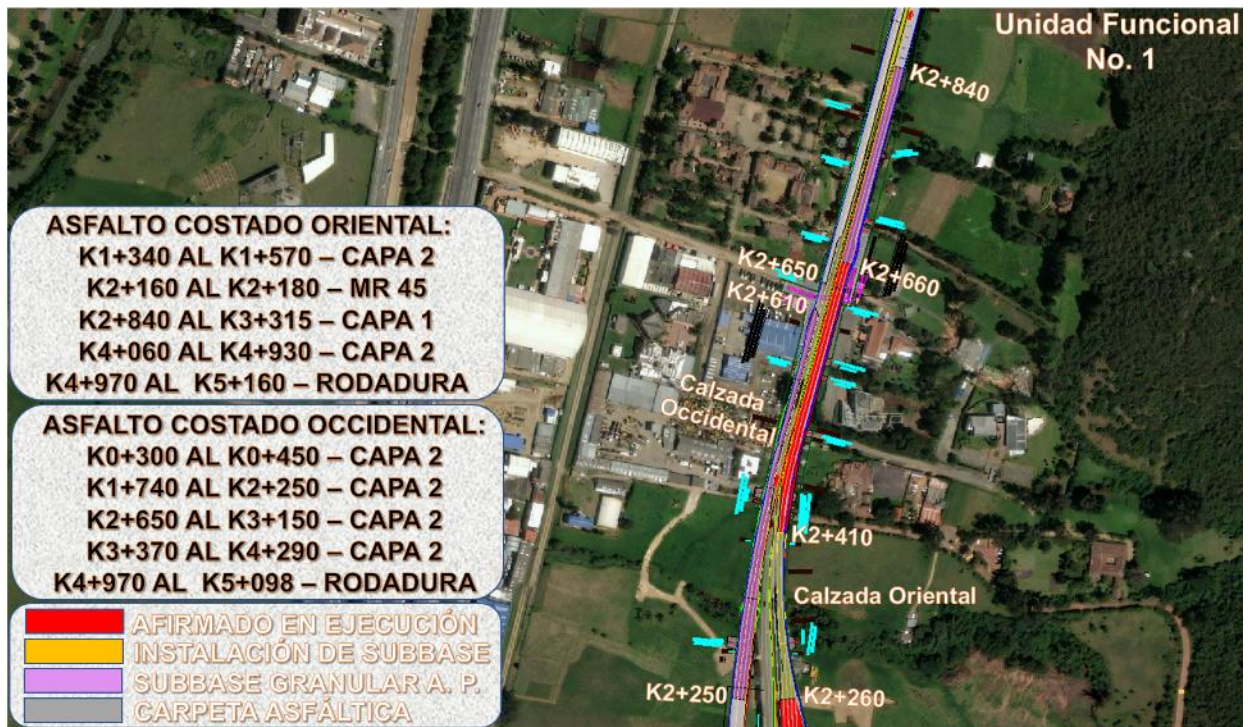 Unidad Funcional
No. 1
K2+840
ASFALTO COSTADO ORIENTAL:
K1+340 AL K1+570 – CAPA 2
K2+160 AL K2+180 – MR 45
K2+840 AL K3+315 – CAPA 1
K4+060 AL K4+930 – CAPA 2
K4+970 AL K5+160 – RODADURA
K2+650
K2+660
K2+610
Calzada
Occidental
ASFALTO COSTADO OCCIDENTAL:
K0+300 AL K0+450 – CAPA 2
K1+740 AL K2+250 – CAPA 2
K2+650 AL K3+150 – CAPA 2
K3+370 AL K4+290 – CAPA 2
K4+970 AL K5+098 – RODADURA
K2+410
Calzada Oriental
AFIRMADO EN EJECUCIÓN
INSTALACIÓN DE SUBBASE
SUBBASE GRANULAR A. P.
CARPETA ASFÁLTICA
K2+250
K2+260